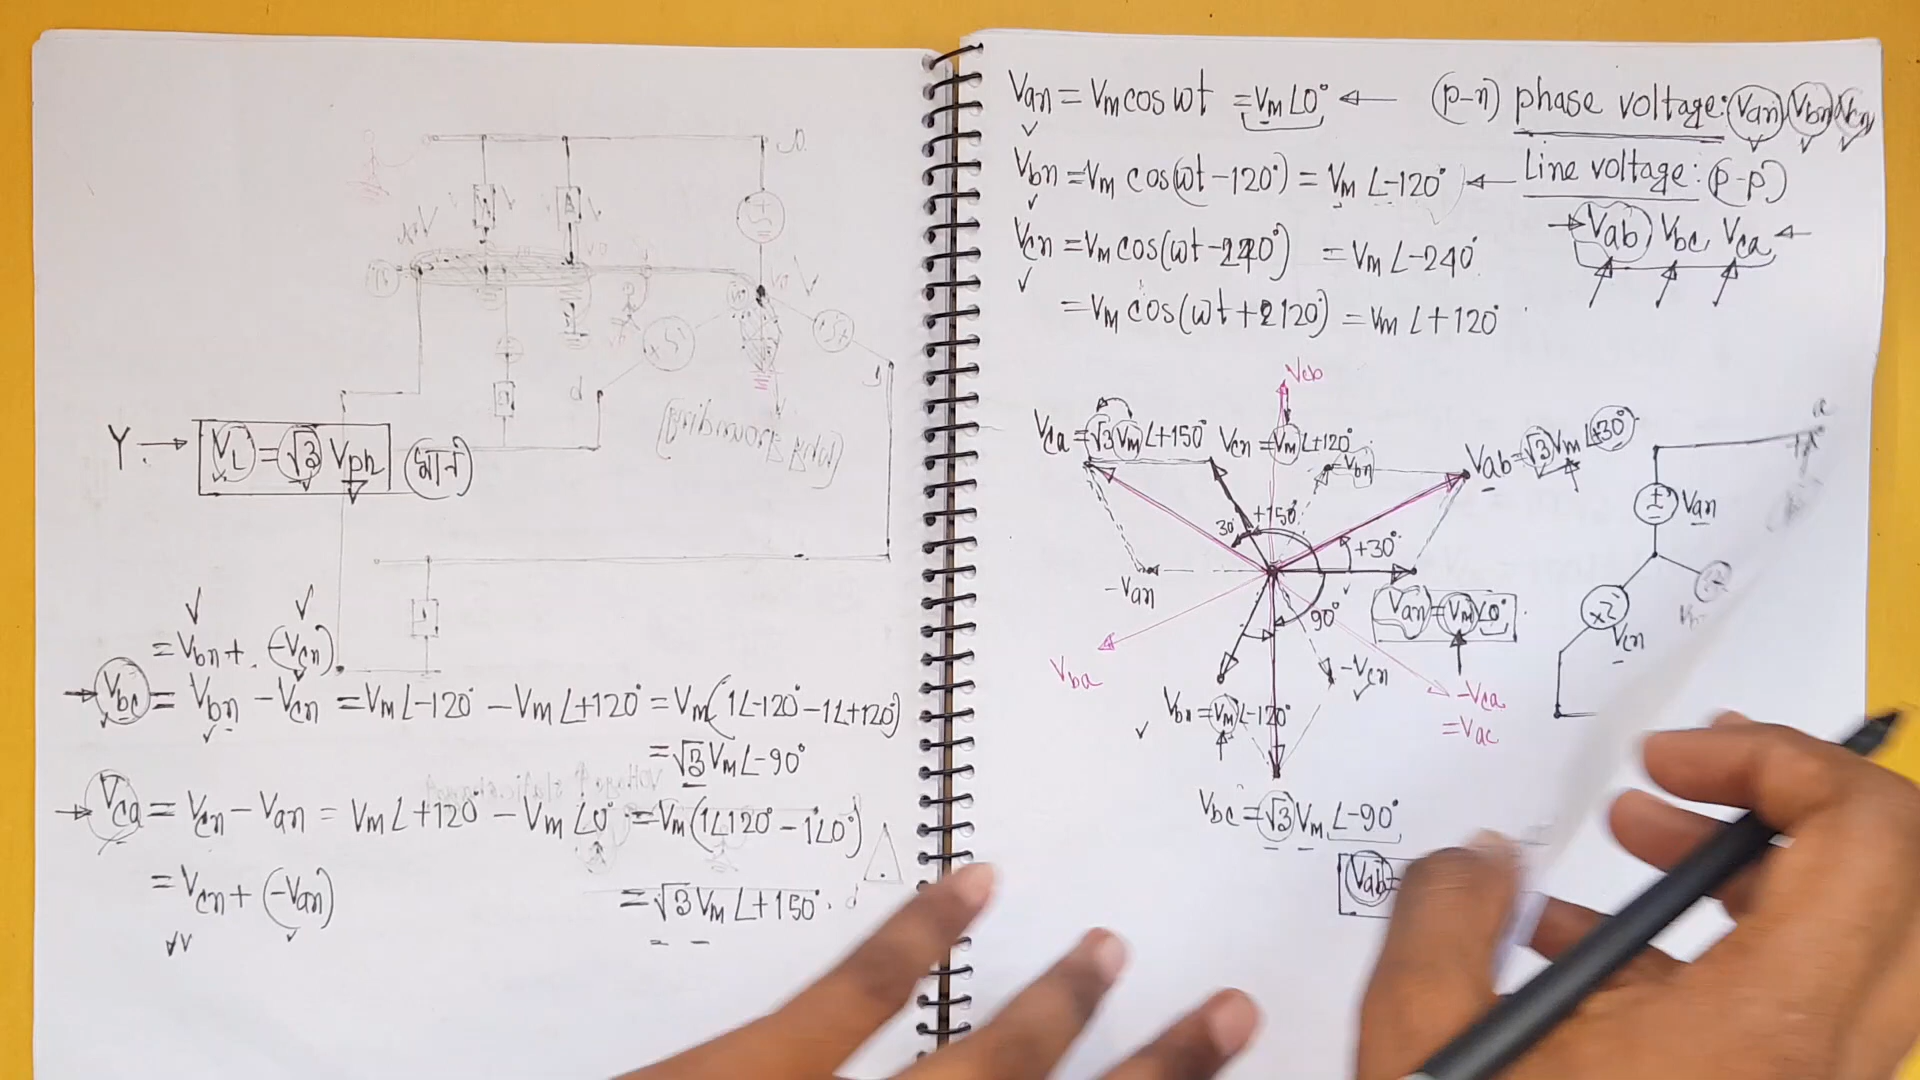 Y → V_L = √3 V_ph (मान)
= Vbn + (-Vcn)
→ Vbc = Vbn - Vcn = Vm∠-120° - Vm∠+120° = Vm(1∠-120° - 1∠+120°)
= √3 Vm∠-90°
→ Vca = Vcn - Van = Vm∠+120° - Vm∠0° = Vm(1∠120° - 1∠0°)
= Vcn + (-Van)
= √3 Vm∠+150°
Van = Vm cos ωt = Vm∠0° ← (p-n) phase voltage: Van, Vbn, Vcn
Vbn = Vm cos(ωt-120°) = Vm∠-120° ← Line voltage: (p-p)
→ Vab, Vbc, Vca ←
Vcn = Vm cos(ωt-240°) = Vm∠-240°
= Vm cos(ωt+120°) = Vm∠+120°
Vcb
Vca = √3 Vm∠+150°
Vcn = Vm∠+120°
-Vbn
Vab = √3 Vm∠+30°
a
30°
+150°
+30°
Van
-Van
90°
Van = Vm∠0°
Vcn
Vba
Vbn = Vm∠-120°
-Vcn
-Vca
= Vac
Vbc = √3 Vm∠-90°
Vab=